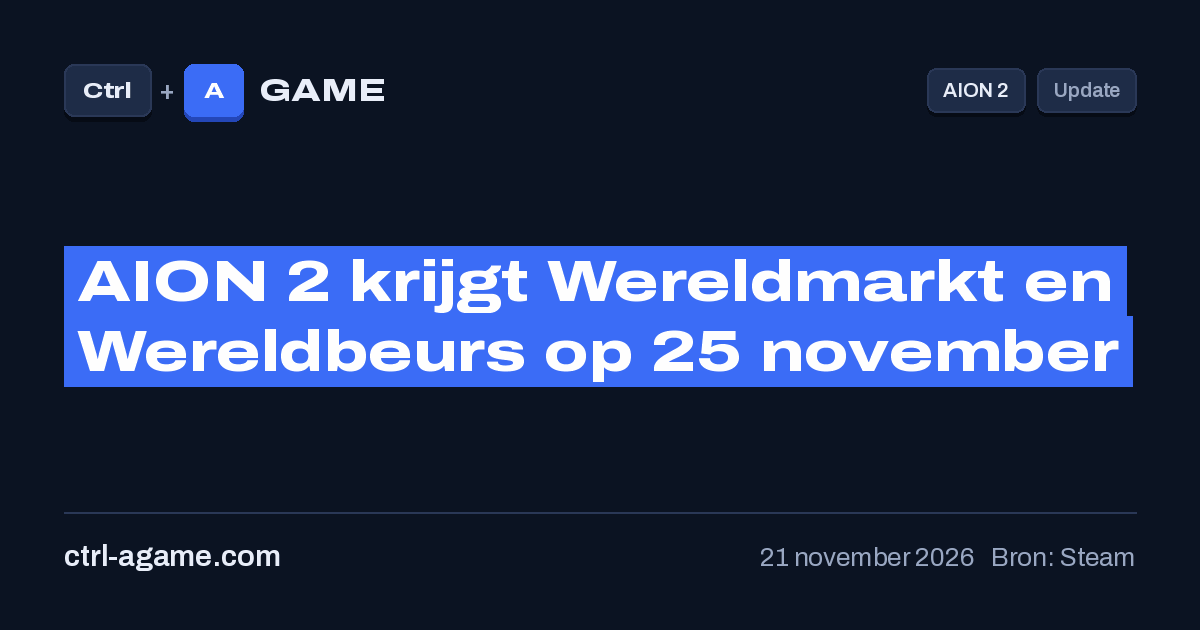 Ctrl + A GAME
AION 2 Update
AION 2 krijgt Wereldmarkt en
Wereldbeurs op 25 november
ctrl-agame.com
21 november 2026 Bron: Steam